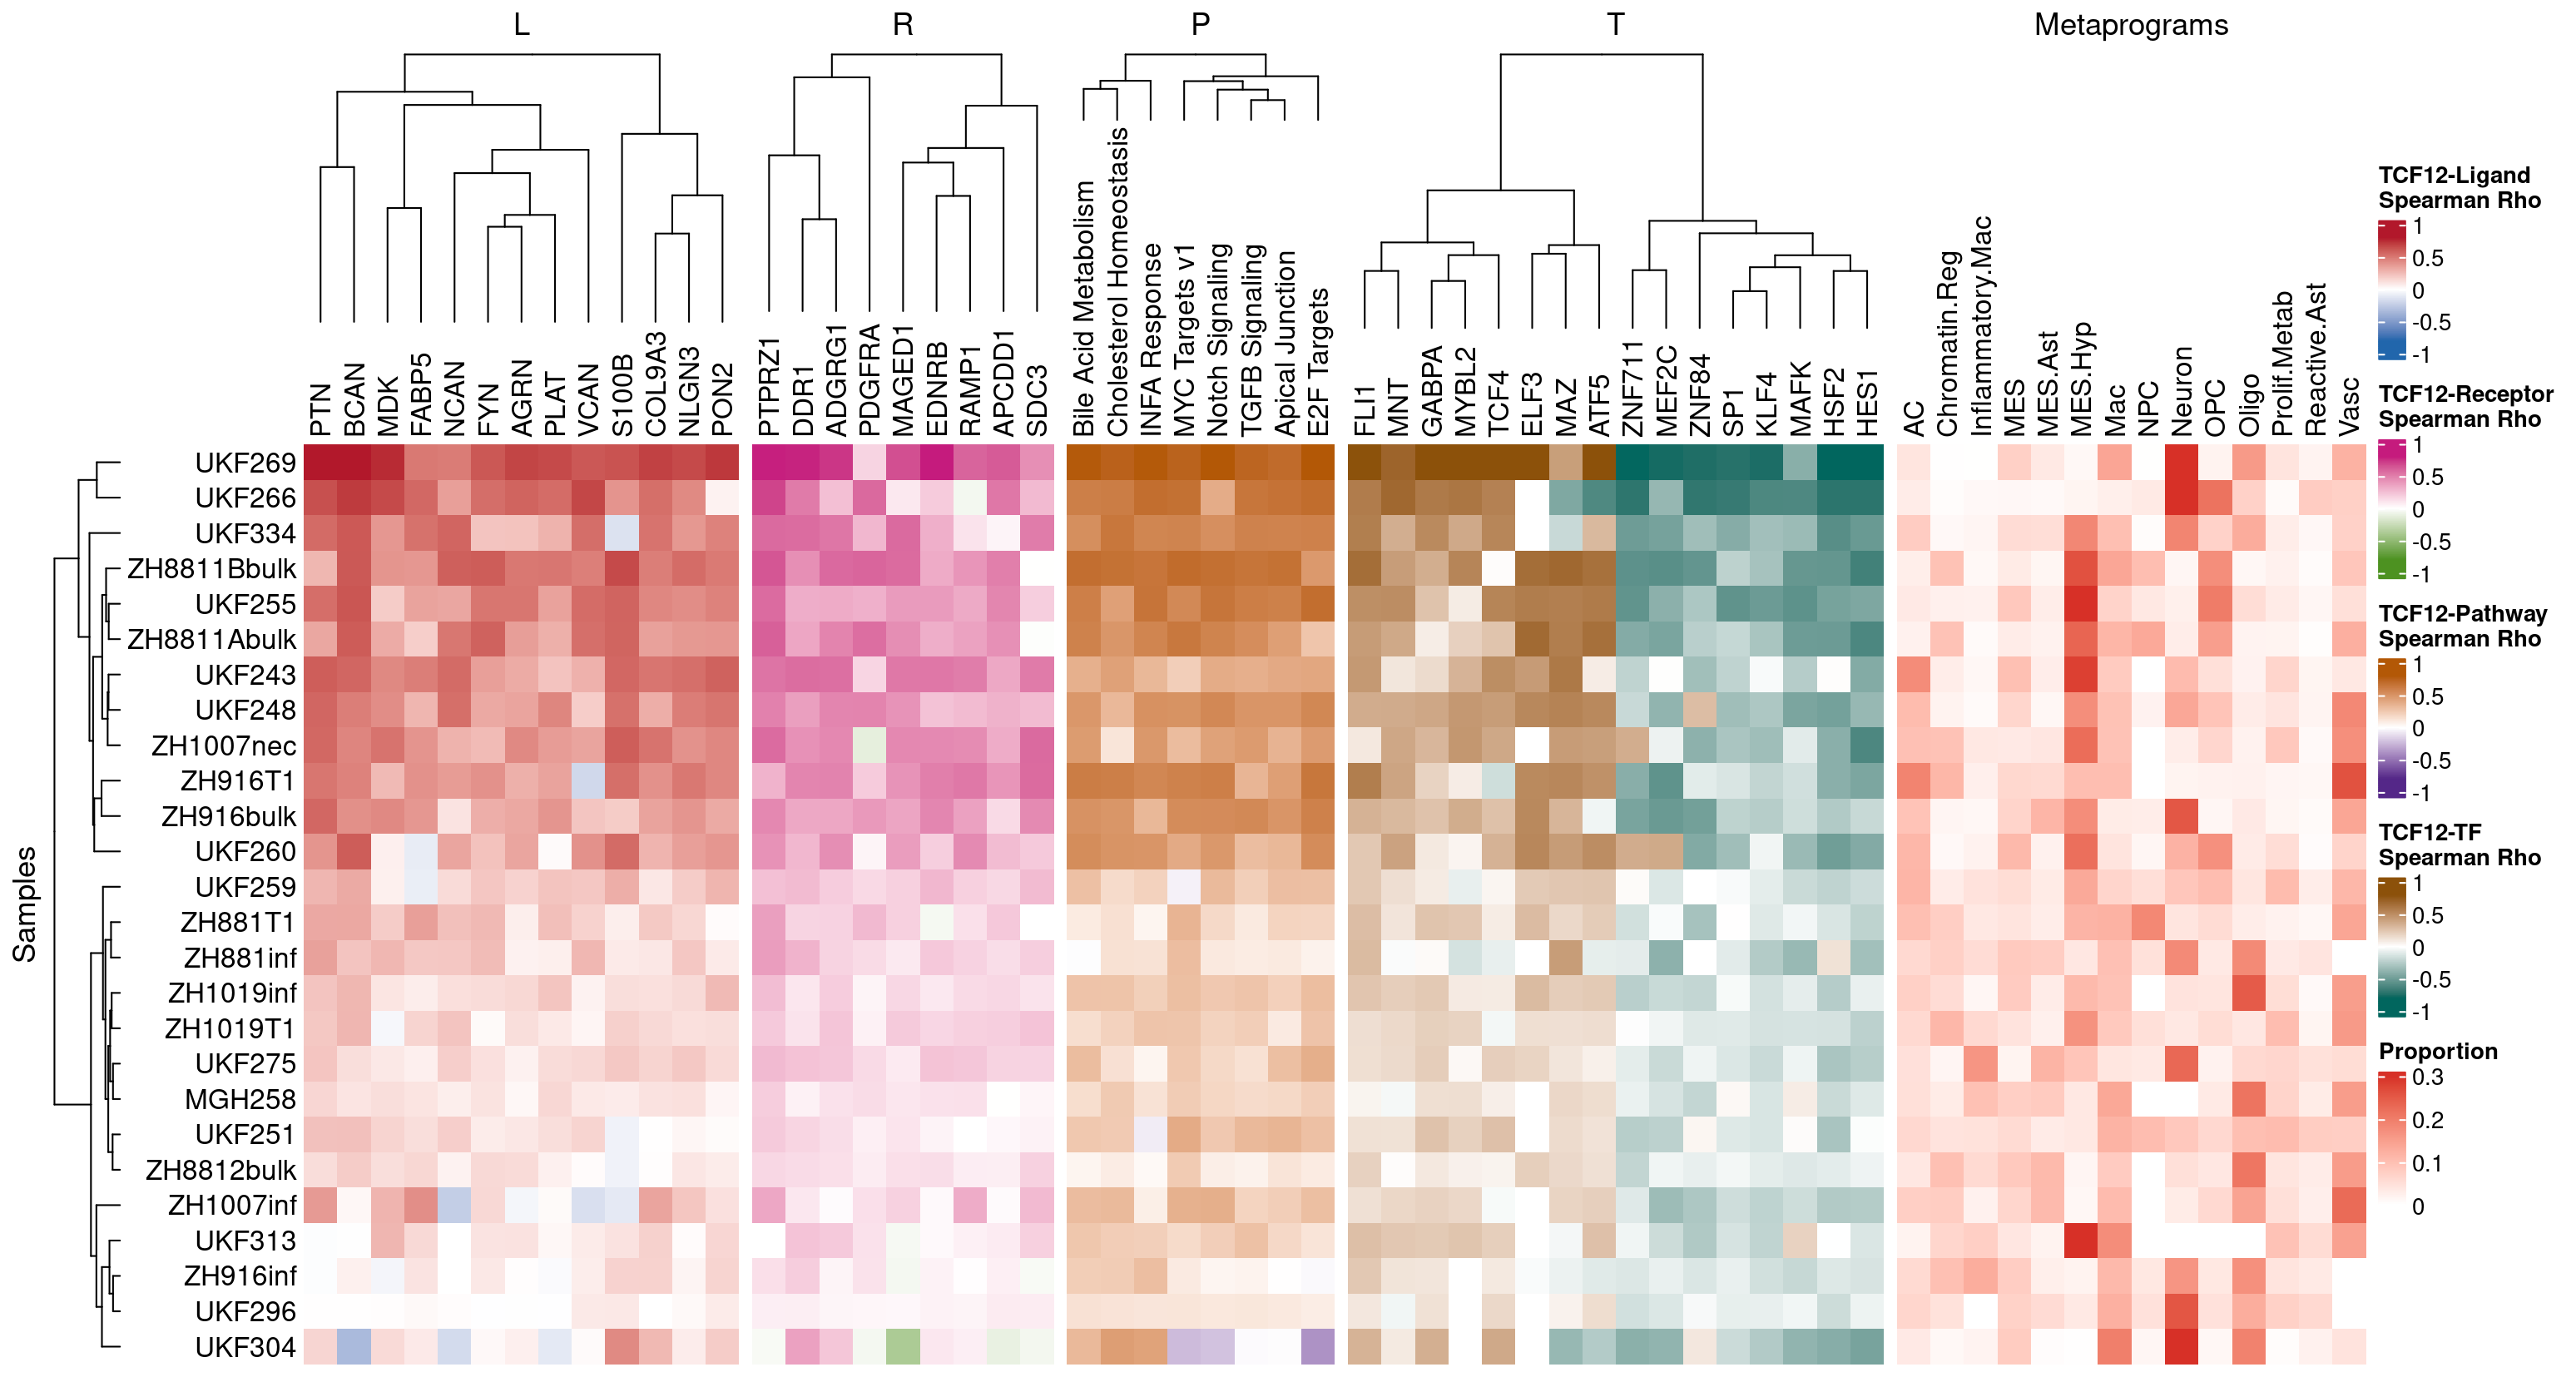 L R P T Metaprograms
PTN BCAN MDK FABP5 NCAN FYN AGRN PLAT VCAN S100B COL9A3 NLGN3 PON2
PTPRZ1 DDR1 ADGRG1 PDGFRA MAGED1 EDNRB RAMP1 APCDD1 SDC3
Bile Acid Metabolism
Cholesterol Homeostasis
INFA Response
MYC Targets v1
Notch Signaling
TGFB Signaling
Apical Junction
E2F Targets
FLI1 MNT GABPA MYBL2 TCF4 ELF3 MAZ ATF5 ZNF711 MEF2C ZNF84 SP1 KLF4 MAFK HSF2 HES1
AC Chromatin.Reg Inflammatory.Mac MES MES.Ast MES.Hyp Mac NPC Neuron OPC Oligo Prolif.Metab Reactive.Ast Vasc
Samples
UKF269
UKF266
UKF334
ZH8811Bbulk
UKF255
ZH8811Abulk
UKF243
UKF248
ZH1007nec
ZH916T1
ZH916bulk
UKF260
UKF259
ZH881T1
ZH881inf
ZH1019inf
ZH1019T1
UKF275
MGH258
UKF251
ZH8812bulk
ZH1007inf
UKF313
ZH916inf
UKF296
UKF304
TCF12-Ligand
Spearman Rho
1
0.5
0
-0.5
-1
TCF12-Receptor
Spearman Rho
1
0.5
0
-0.5
-1
TCF12-Pathway
Spearman Rho
1
0.5
0
-0.5
-1
TCF12-TF
Spearman Rho
1
0.5
0
-0.5
-1
Proportion
0.3
0.2
0.1
0